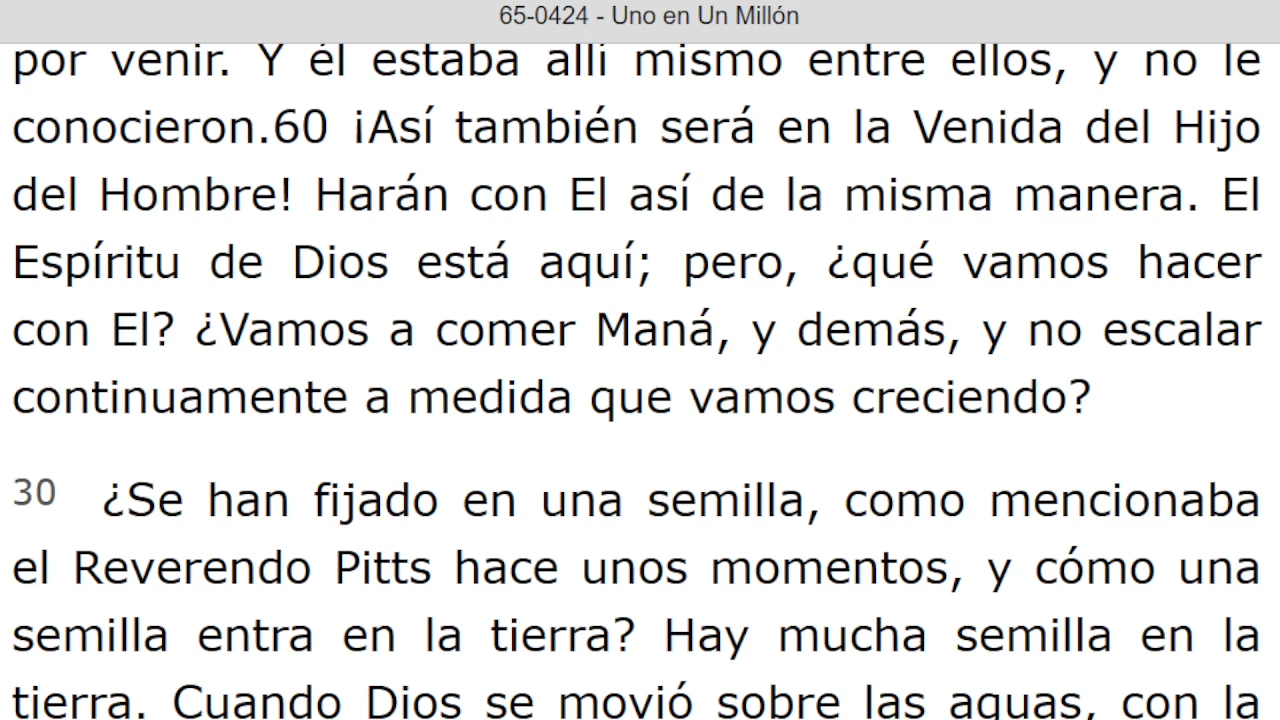 65-0424 - Uno en Un Millón
por venir. Y él estaba allí mismo entre ellos, y no le
conocieron.60 ¡Así también será en la Venida del Hijo
del Hombre! Harán con El así de la misma manera. El
Espíritu de Dios está aquí; pero, ¿qué vamos hacer
con El? ¿Vamos a comer Maná, y demás, y no escalar
continuamente a medida que vamos creciendo?
30 ¿Se han fijado en una semilla, como mencionaba
el Reverendo Pitts hace unos momentos, y cómo una
semilla entra en la tierra? Hay mucha semilla en la
tierra. Cuando Dios se movió sobre las aguas, con la